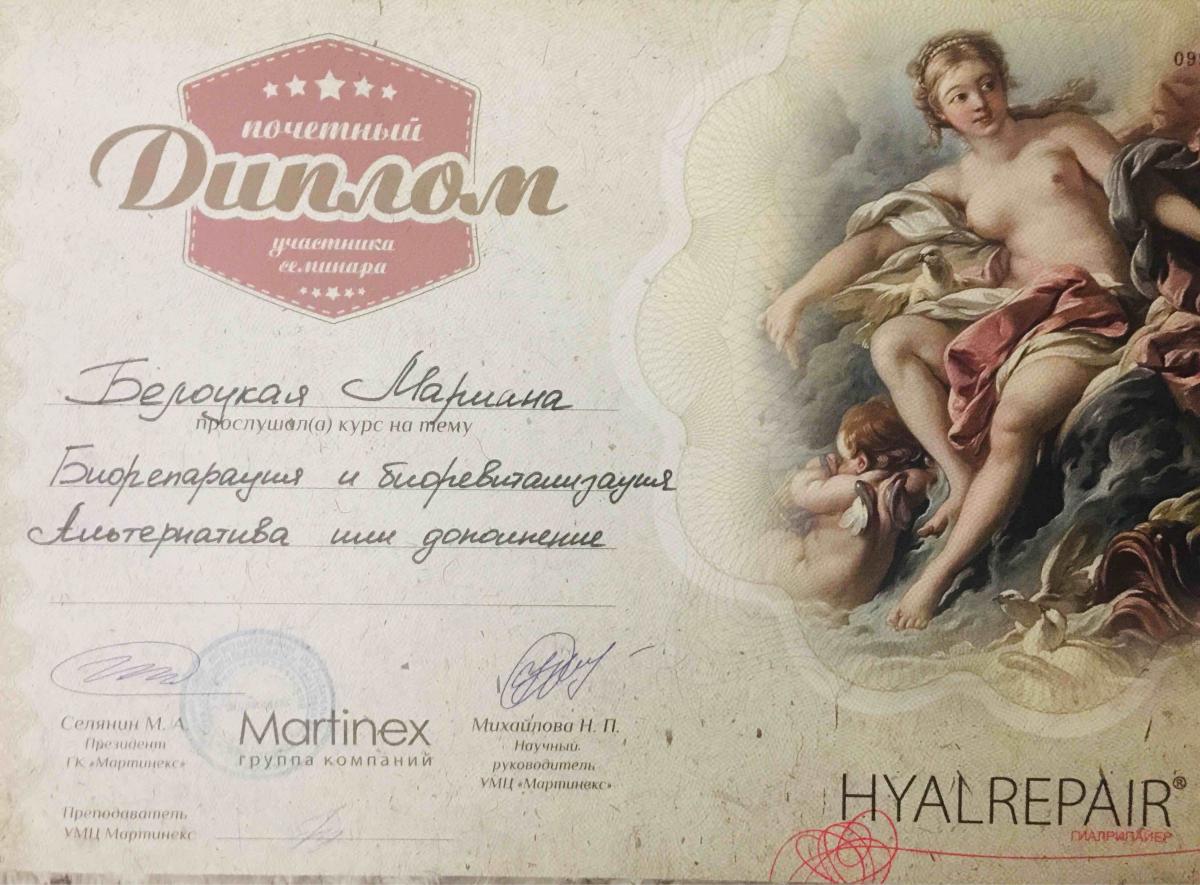 почетный
Диплом
участника
семинара
Белоцкая Мариана
прослушал(а) курс на тему
Биорепарация и биоревитализация
Альтернатива или дополнение
Селянин М. А.
Президент
ГК «Мартинекс»
Martinex
группа компаний
Михайлова Н. П.
Научный
руководитель
УМЦ «Мартинекс»
Преподаватель
УМЦ Мартинекс
HYALREPAIR®
ГИАЛРИПАЙЕР